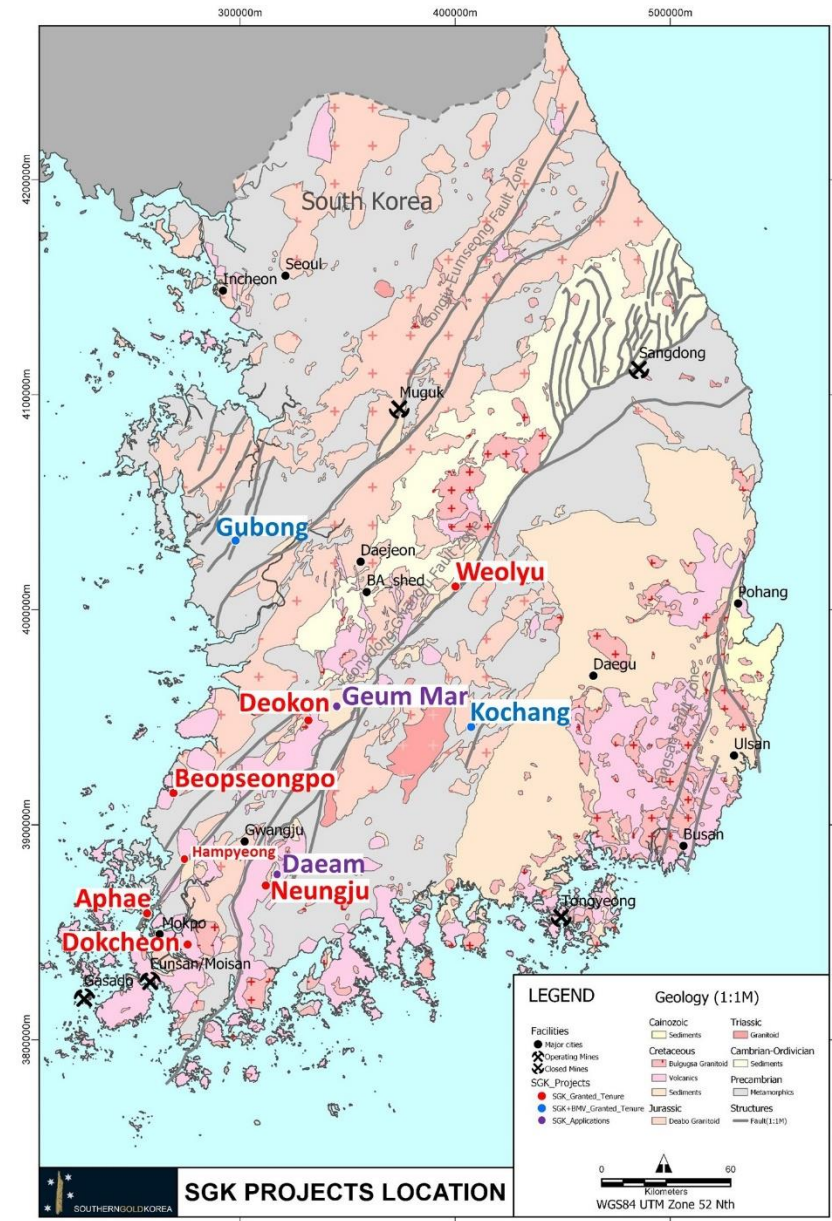 300000m
400000m
500000m
4200000m
4100000m
4000000m
3900000m
3800000m
South Korea
Gongju-Eumseong Fault Zone
Seoul
Incheon
Sangdong
Muguk
Gubong
Daejeon
BA_shed
Weolyu
Pohang
Daegu
Geum Mar
Deokon
Kochang
Ulsan
Beopseongpo
Gwangju
Busan
Hampyeong
Daeam
Neungju
Aphae
Tongyeong
Mokpo
Dokcheon
Eunsan/Moisan
Gasado
LEGEND
Geology (1:1M)
Facilities
Major cities
Operating Mines
Closed Mines
SGK_Projects
SGK_Granted_Tenure
SGK+BMV_Granted_Tenure
SGK_Applications
Cainozoic
Sediments
Cretaceous
Bulgugsa Granitoid
Volcanics
Sediments
Jurassic
Deabo Granitoid
Triassic
Granitoid
Cambrian-Ordivician
Sediments
Precambrian
Metamorphics
Structures
Fault(1:1M)
0 60
Kilometers
WGS84 UTM Zone 52 Nth
SOUTHERNGOLDKOREA
SGK PROJECTS LOCATION